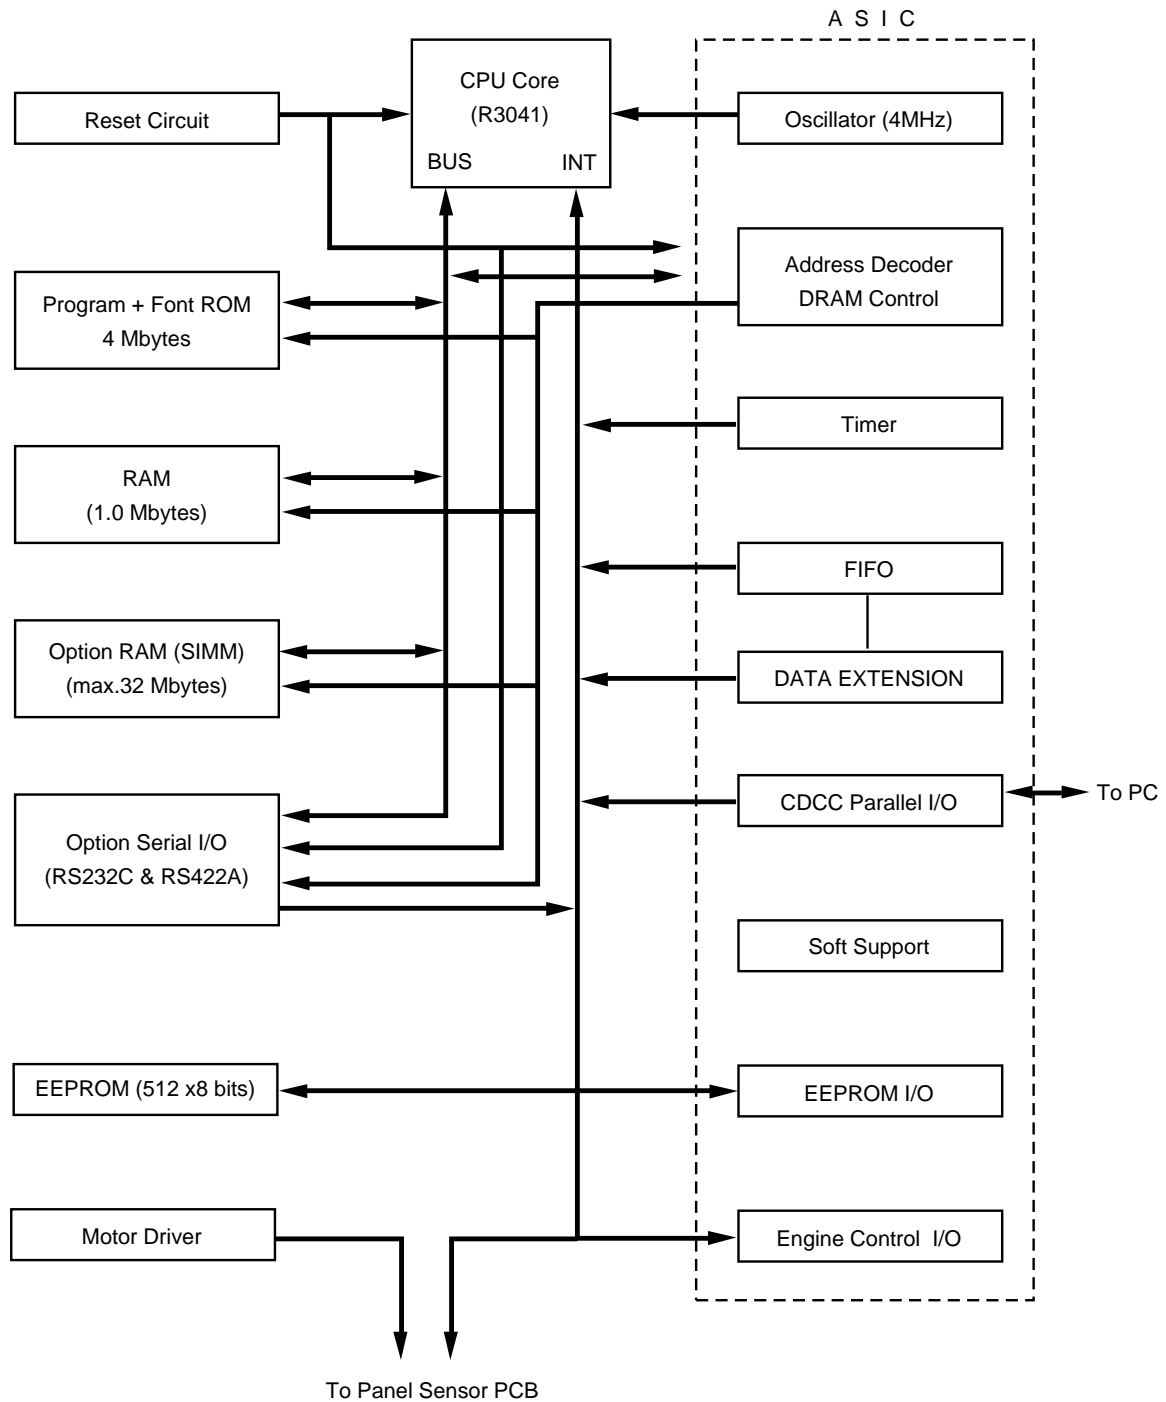 A S I C
CPU Core
(R3041)
BUS INT
Reset Circuit
Oscillator (4MHz)
Address Decoder
DRAM Control
Program + Font ROM
4 Mbytes
Timer
RAM
(1.0 Mbytes)
FIFO
Option RAM (SIMM)
(max.32 Mbytes)
DATA EXTENSION
CDCC Parallel I/O
To PC
Option Serial I/O
(RS232C & RS422A)
Soft Support
EEPROM (512 x8 bits)
EEPROM I/O
Motor Driver
Engine Control I/O
To Panel Sensor PCB